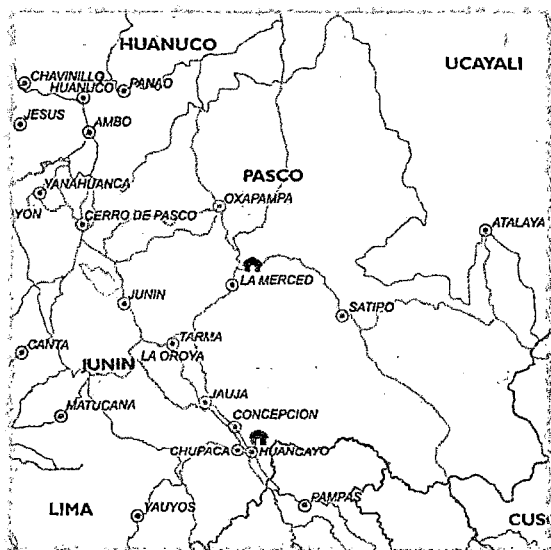 HUANUCO
UCAYALI
CHAVINILLO
HUANUCO
PANAO
JESUS
AMBO
PASCO
YANAHUANCA
OXAPAMPA
YON
CERRO DE PASCO
ATALAYA
LA MERCED
JUNIN
SATIPO
TARMA
CANTA
LA OROYA
JUNIN
JAUJA
MATUCANA
CONCEPCION
CHUPACA
HUANCAYO
LIMA
YAUYOS
PAMPAS
CUSC